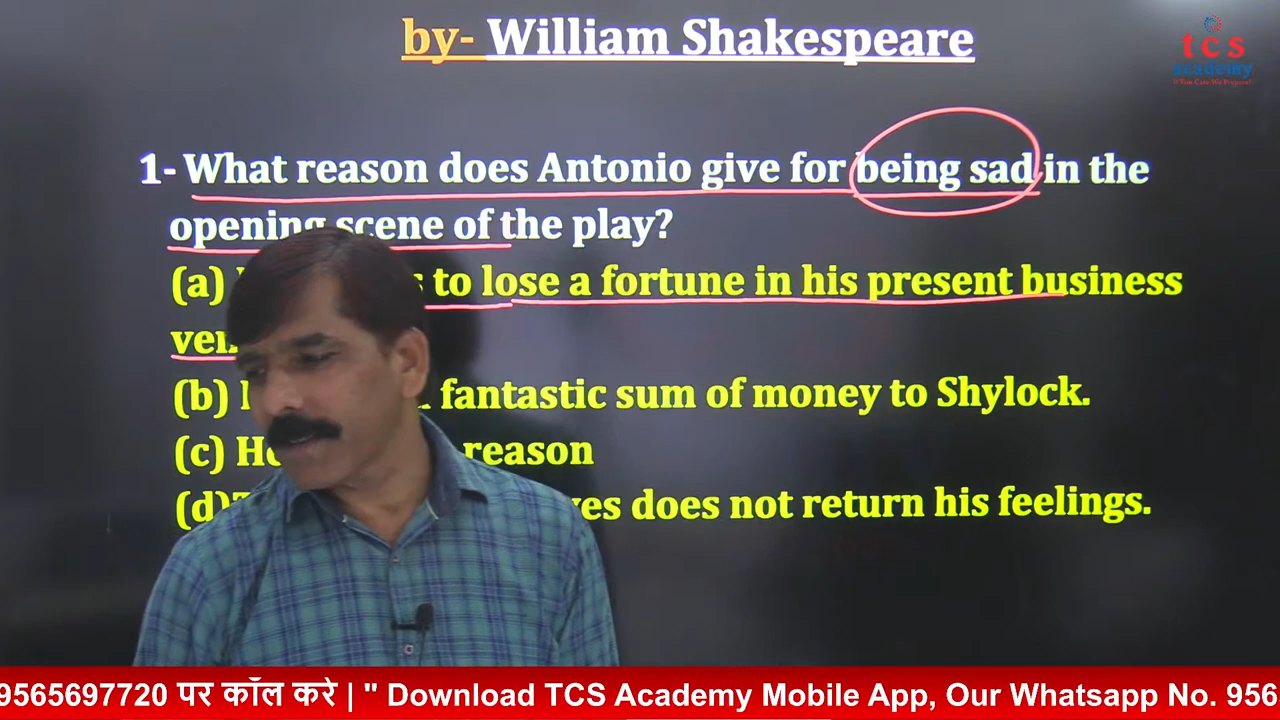 by- William Shakespeare
tcs
academy
1- What reason does Antonio give for being sad in the
opening scene of the play?
(a) to lose a fortune in his present business
(b) fantastic sum of money to Shylock.
(c) reason
(d) does not return his feelings.
9565697720 पर कॉल करे | " Download TCS Academy Mobile App, Our Whatsapp No. 956